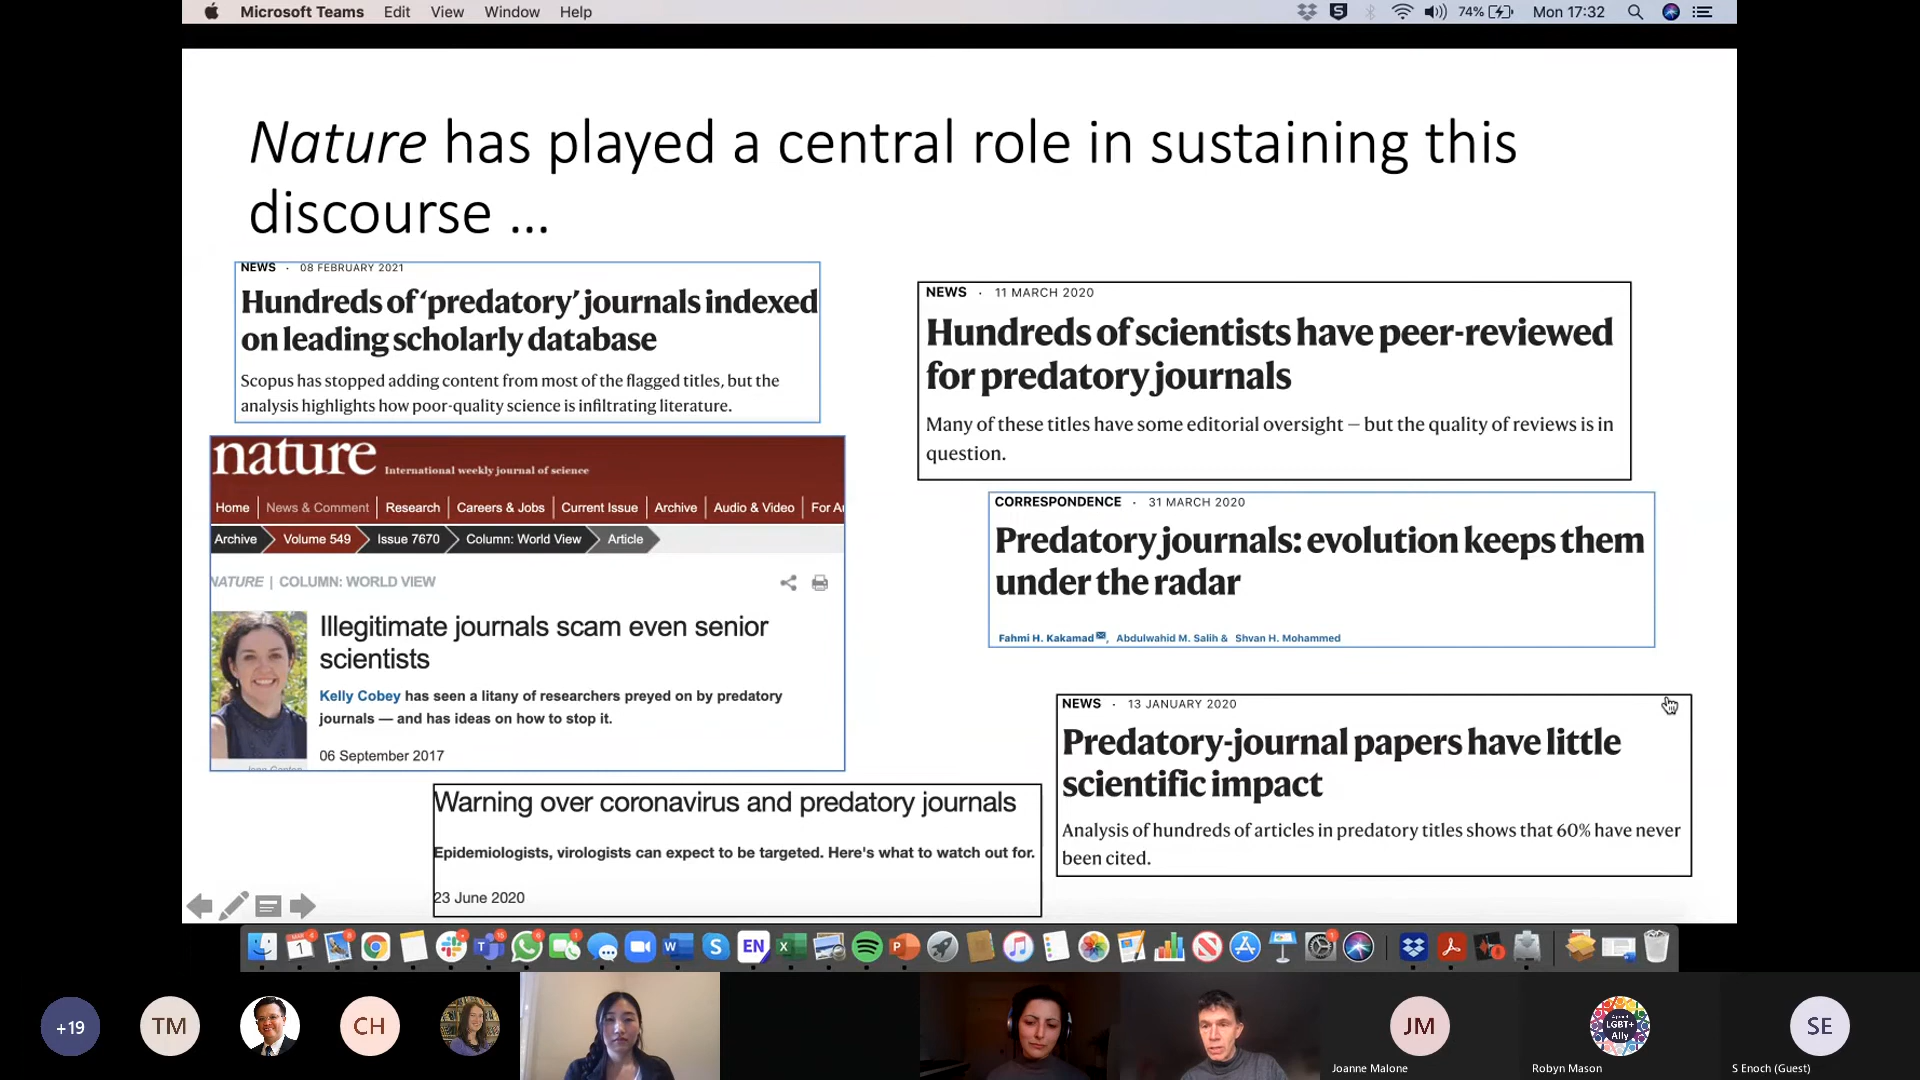 Microsoft Teams Edit View Window Help
74% Mon 17:32
Nature has played a central role in sustaining this
discourse ...
NEWS · 08 FEBRUARY 2021
Hundreds of ‘predatory’ journals indexed
on leading scholarly database
Scopus has stopped adding content from most of the flagged titles, but the
analysis highlights how poor-quality science is infiltrating literature.
NEWS · 11 MARCH 2020
Hundreds of scientists have peer-reviewed
for predatory journals
Many of these titles have some editorial oversight — but the quality of reviews is in
question.
nature International weekly journal of science
Home News & Comment Research Careers & Jobs Current Issue Archive Audio & Video For Au
Archive Volume 549 Issue 7670 Column: World View Article
NATURE | COLUMN: WORLD VIEW
Illegitimate journals scam even senior
scientists
Kelly Cobey has seen a litany of researchers preyed on by predatory
journals — and has ideas on how to stop it.
06 September 2017
CORRESPONDENCE · 31 MARCH 2020
Predatory journals: evolution keeps them
under the radar
Fahmi H. Kakamad, Abdulwahid M. Salih & Shvan H. Mohammed
NEWS · 13 JANUARY 2020
Predatory-journal papers have little
scientific impact
Analysis of hundreds of articles in predatory titles shows that 60% have never
been cited.
Warning over coronavirus and predatory journals
Epidemiologists, virologists can expect to be targeted. Here's what to watch out for.
23 June 2020
EN
+19
TM
CH
JM
Joanne Malone
LGBT+
Ally
Robyn Mason
SE
S Enoch (Guest)